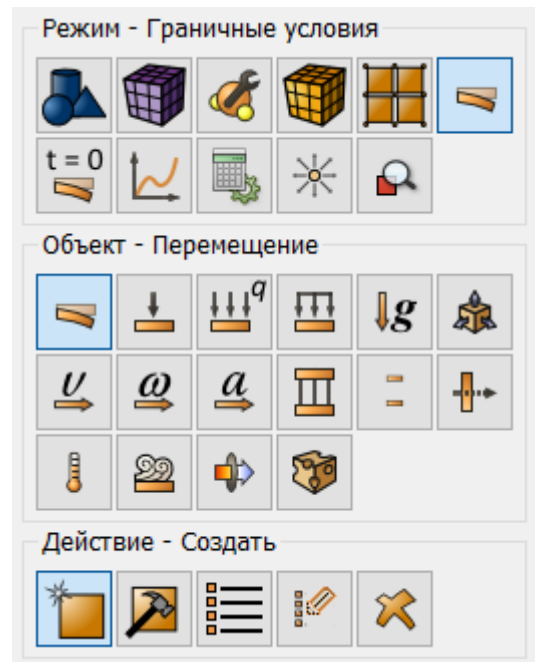 Режим - Граничные условия
t = 0
Объект - Перемещение
q
g
υ ω a
Действие - Создать